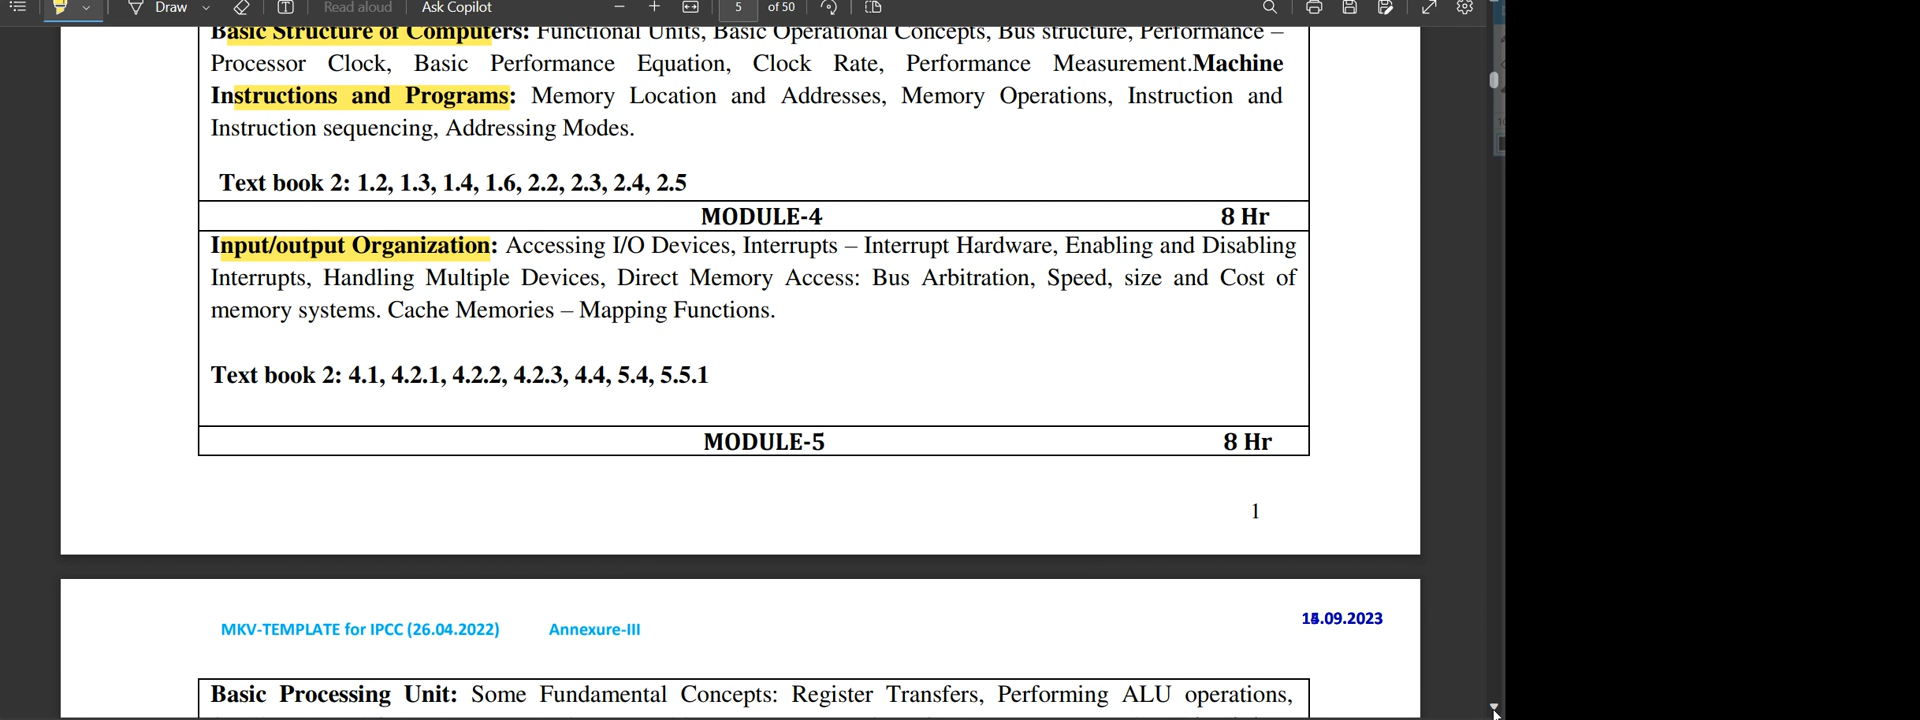 Draw
Read aloud
Ask Copilot
5 of 50
Basic Structure of Computers: Functional Units, Basic Operational Concepts, Bus structure, Performance –
Processor Clock, Basic Performance Equation, Clock Rate, Performance Measurement.Machine
Instructions and Programs: Memory Location and Addresses, Memory Operations, Instruction and
Instruction sequencing, Addressing Modes.
Text book 2: 1.2, 1.3, 1.4, 1.6, 2.2, 2.3, 2.4, 2.5
MODULE-4 8 Hr
Input/output Organization: Accessing I/O Devices, Interrupts – Interrupt Hardware, Enabling and Disabling
Interrupts, Handling Multiple Devices, Direct Memory Access: Bus Arbitration, Speed, size and Cost of
memory systems. Cache Memories – Mapping Functions.
Text book 2: 4.1, 4.2.1, 4.2.2, 4.2.3, 4.4, 5.4, 5.5.1
MODULE-5 8 Hr
1
MKV-TEMPLATE for IPCC (26.04.2022) Annexure-III
Basic Processing Unit: Some Fundamental Concepts: Register Transfers, Performing ALU operations,